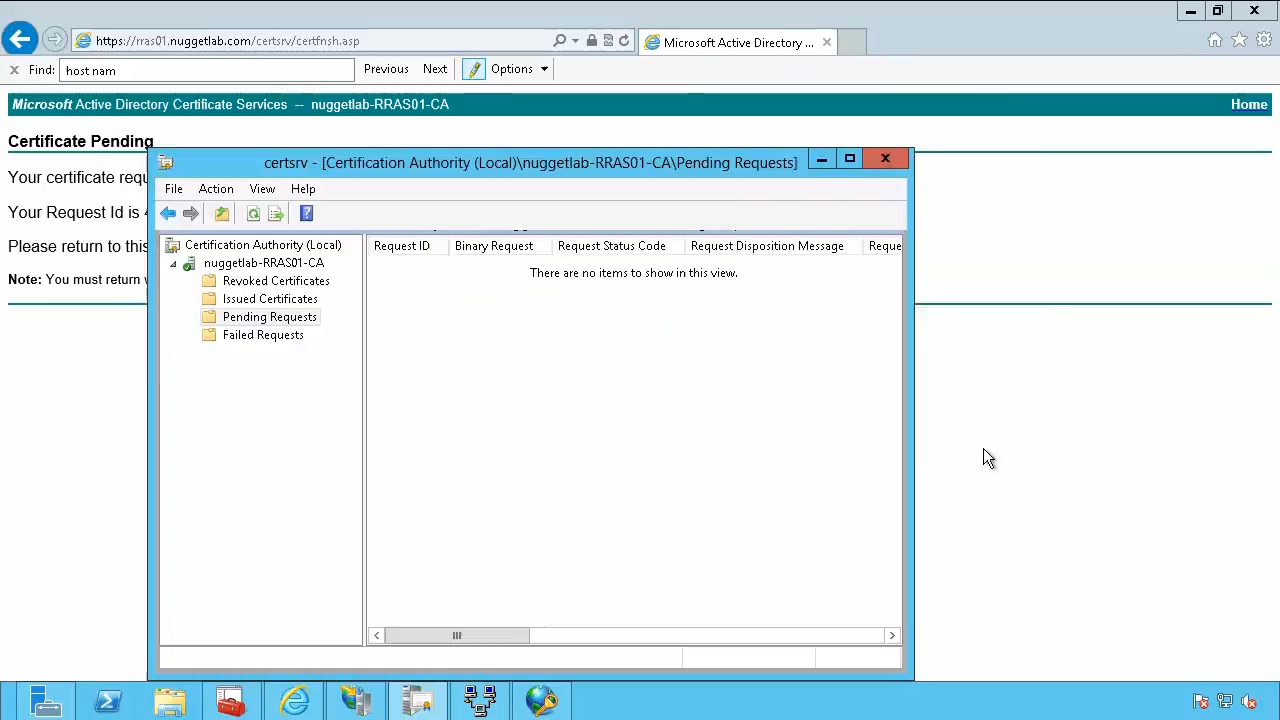 https://rras01.nuggetlab.com/certsrv/certfnsh.asp
Microsoft Active Directory ...
Find: host nam Previous Next Options
Microsoft Active Directory Certificate Services -- nuggetlab-RRAS01-CA Home
Certificate Pending
certsrv - [Certification Authority (Local)\nuggetlab-RRAS01-CA\Pending Requests]
Your certificate requ
File Action View Help
Your Request Id is
Please return to this
Note: You must return
Certification Authority (Local)
nuggetlab-RRAS01-CA
Revoked Certificates
Issued Certificates
Pending Requests
Failed Requests
Request ID Binary Request Request Status Code Request Disposition Message Reque
There are no items to show in this view.